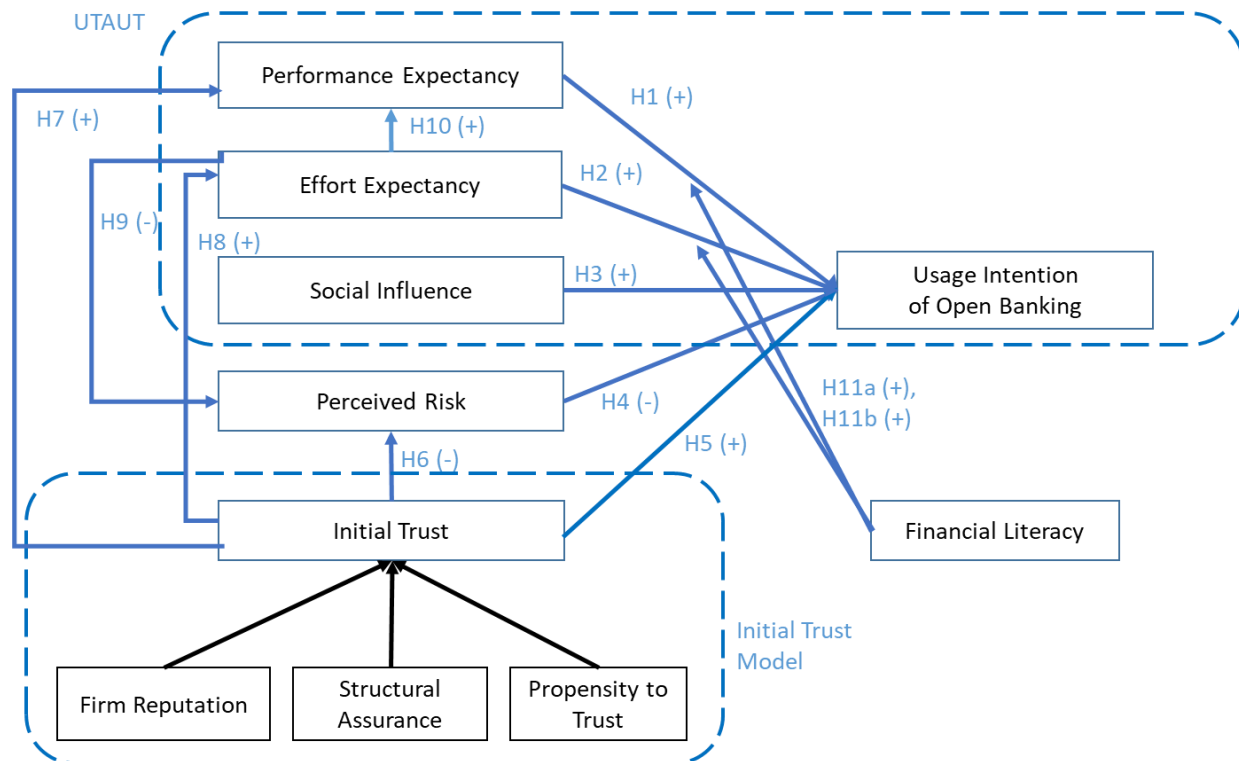 UTAUT
Performance Expectancy
H1 (+)
H7 (+)
H10 (+)
Effort Expectancy
H2 (+)
H9 (-)
H8 (+)
Social Influence
H3 (+)
Usage Intention
of Open Banking
Perceived Risk
H4 (-)
H11a (+),
H11b (+)
H5 (+)
H6 (-)
Initial Trust
Financial Literacy
Initial Trust
Model
Firm Reputation
Structural
Assurance
Propensity to
Trust